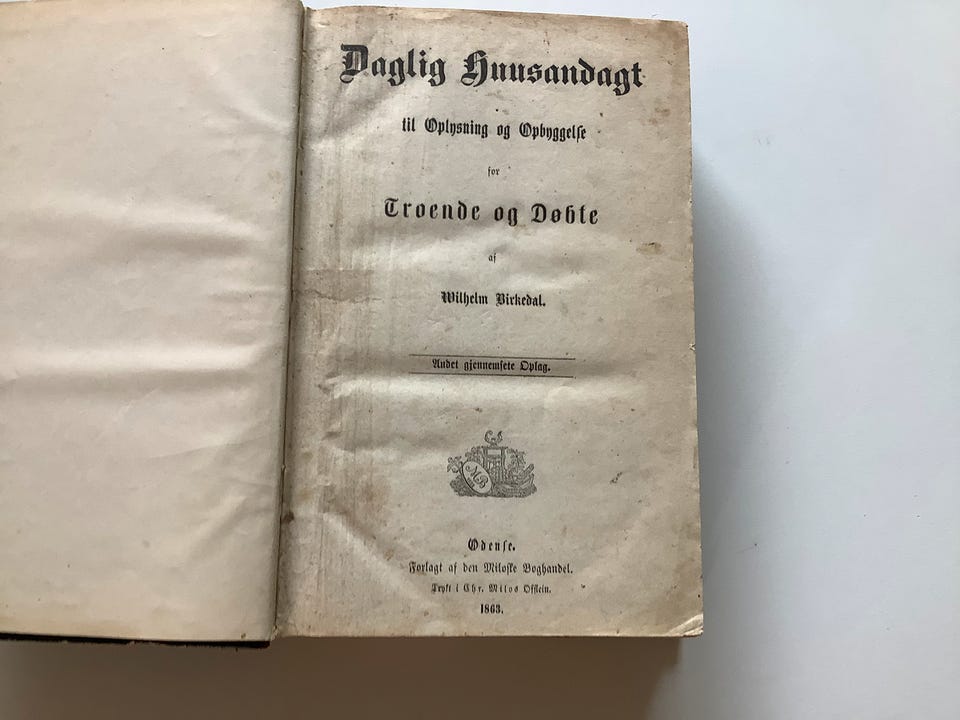 Daglig Huusandagt
til Oplysning og Opbyggelse
for
Troende og Døbte
af
Wilhelm Birkedal.
Andet gjennemsete Oplag.
MB
Odense.
Forlagt af den Miloske Boghandel.
Trykt i Chr. Milos Officin.
1863.